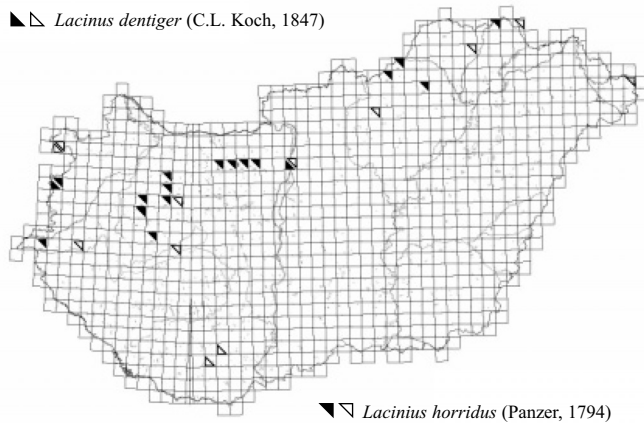 Lacinus dentiger (C.L. Koch, 1847)
Lacinius horridus (Panzer, 1794)